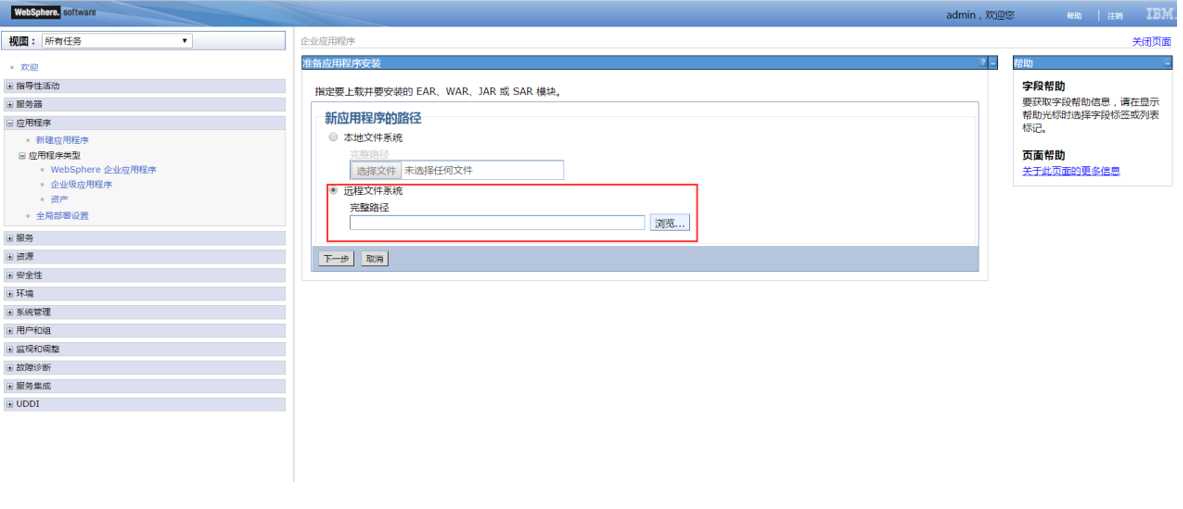 WebSphere. software
admin，欢迎您
帮助
注销
IBM.
视图：
所有任务
欢迎
指导性活动
服务器
应用程序
新建应用程序
应用程序类型
WebSphere 企业应用程序
企业级应用程序
资产
全局部署设置
服务
资源
安全性
环境
系统管理
用户和组
监视和调整
故障诊断
服务集成
UDDI
企业应用程序
关闭页面
准备应用程序安装
? –
指定要上载并要安装的 EAR、WAR、JAR 或 SAR 模块。
新应用程序的路径
本地文件系统
完整路径
选择文件 未选择任何文件
远程文件系统
完整路径
浏览...
下一步 取消
帮助
–
字段帮助
要获取字段帮助信息，请在显示
帮助光标时选择字段标签或列表
标记。
页面帮助
关于此页面的更多信息